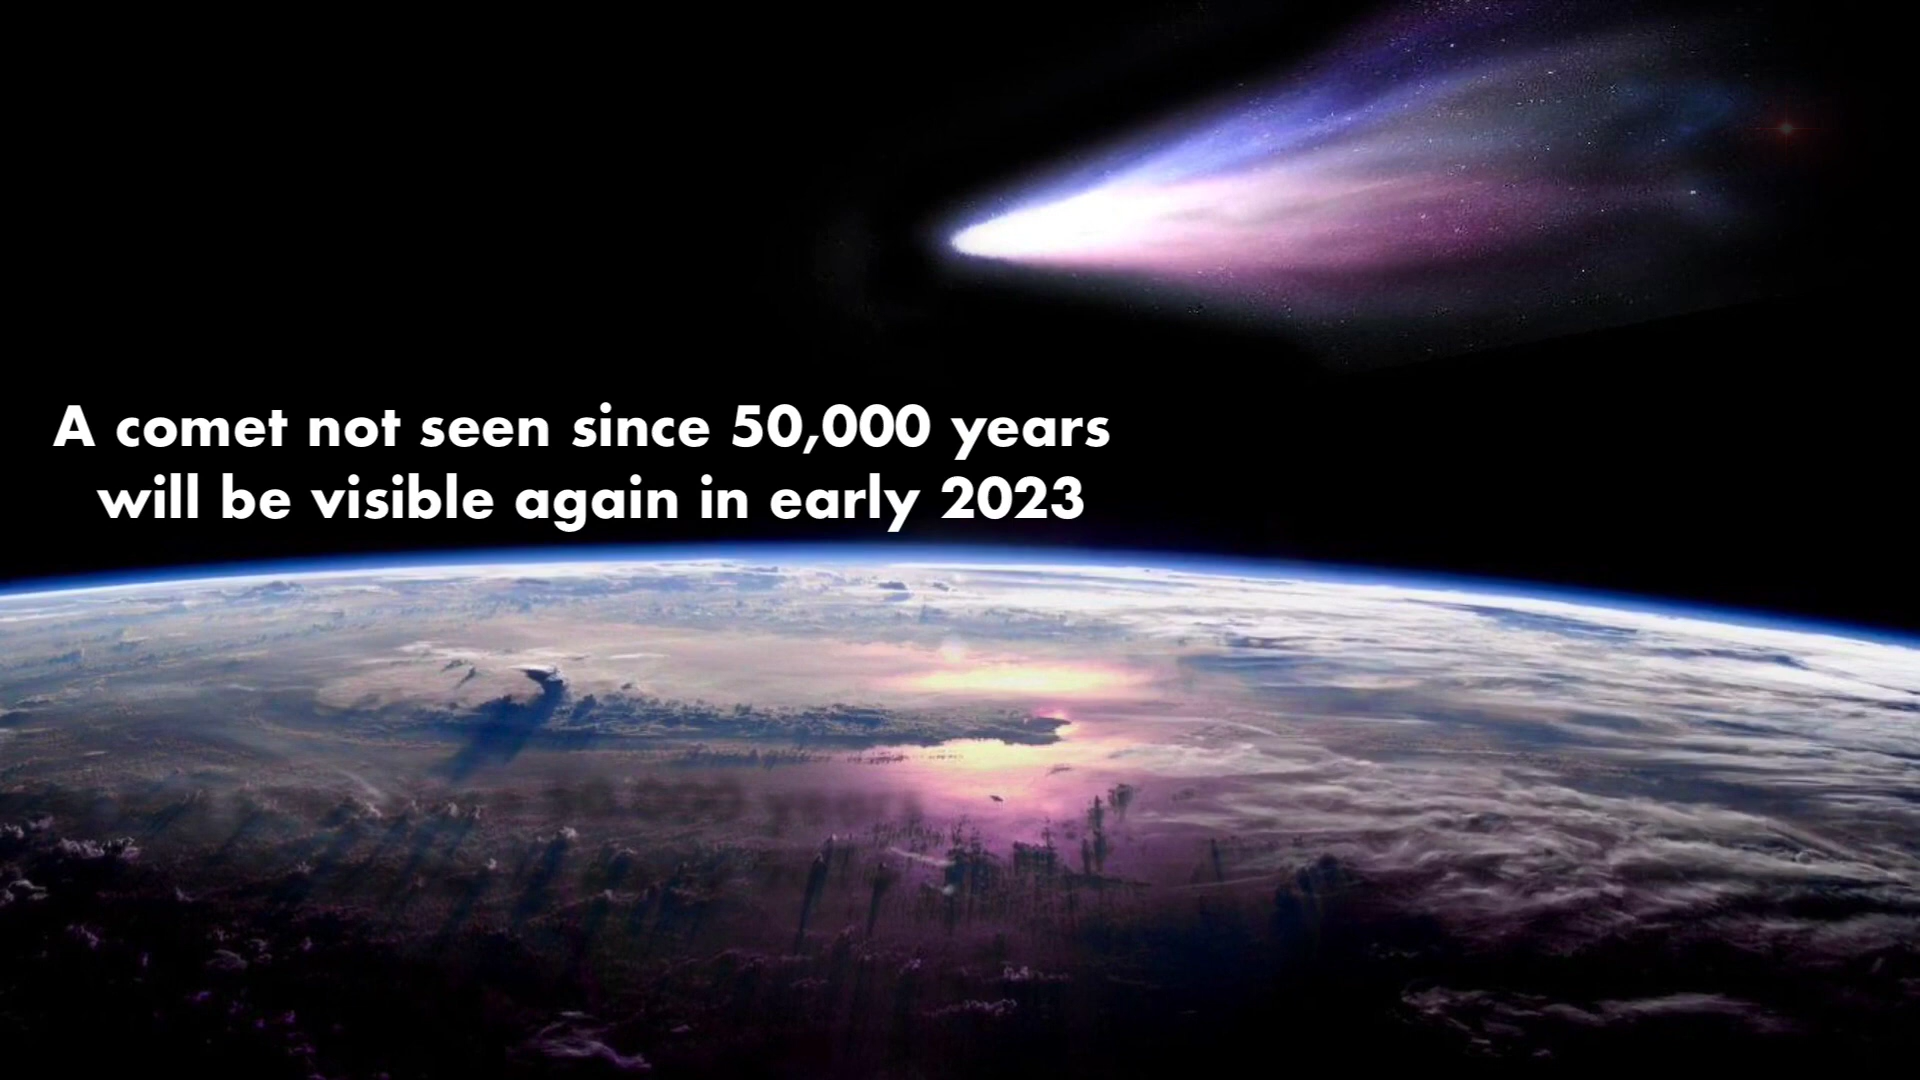 A comet not seen since 50,000 years
will be visible again in early 2023